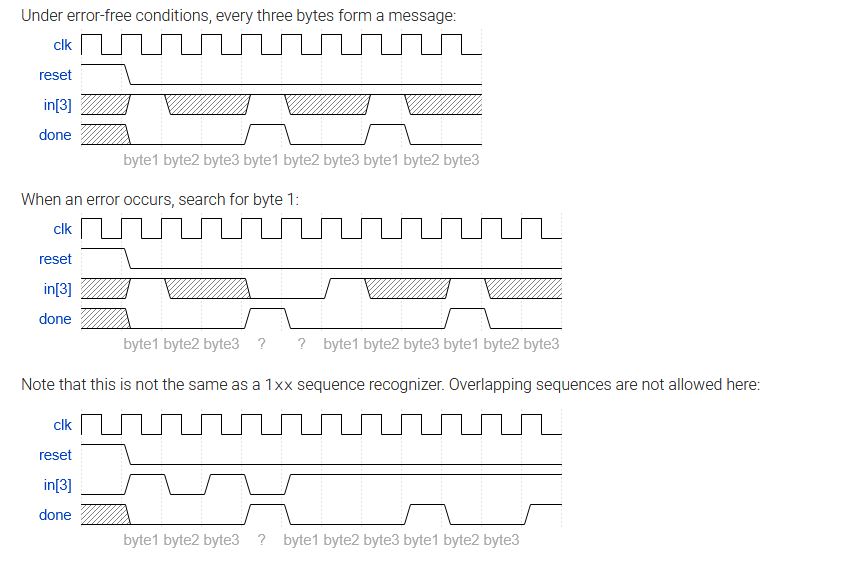 Under error-free conditions, every three bytes form a message:
clk
reset
in[3]
done
byte1 byte2 byte3 byte1 byte2 byte3 byte1 byte2 byte3
When an error occurs, search for byte 1:
clk
reset
in[3]
done
byte1 byte2 byte3 ? ? byte1 byte2 byte3 byte1 byte2 byte3
Note that this is not the same as a 1xx sequence recognizer. Overlapping sequences are not allowed here:
clk
reset
in[3]
done
byte1 byte2 byte3 ? byte1 byte2 byte3 byte1 byte2 byte3